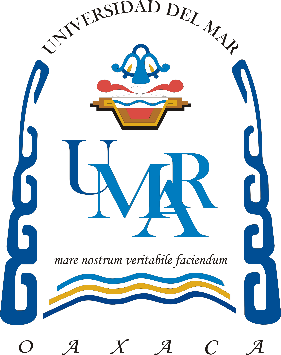 UNIVERSIDAD DEL MAR
UMAR
mare nostrum veritabile faciendum
OAXACA